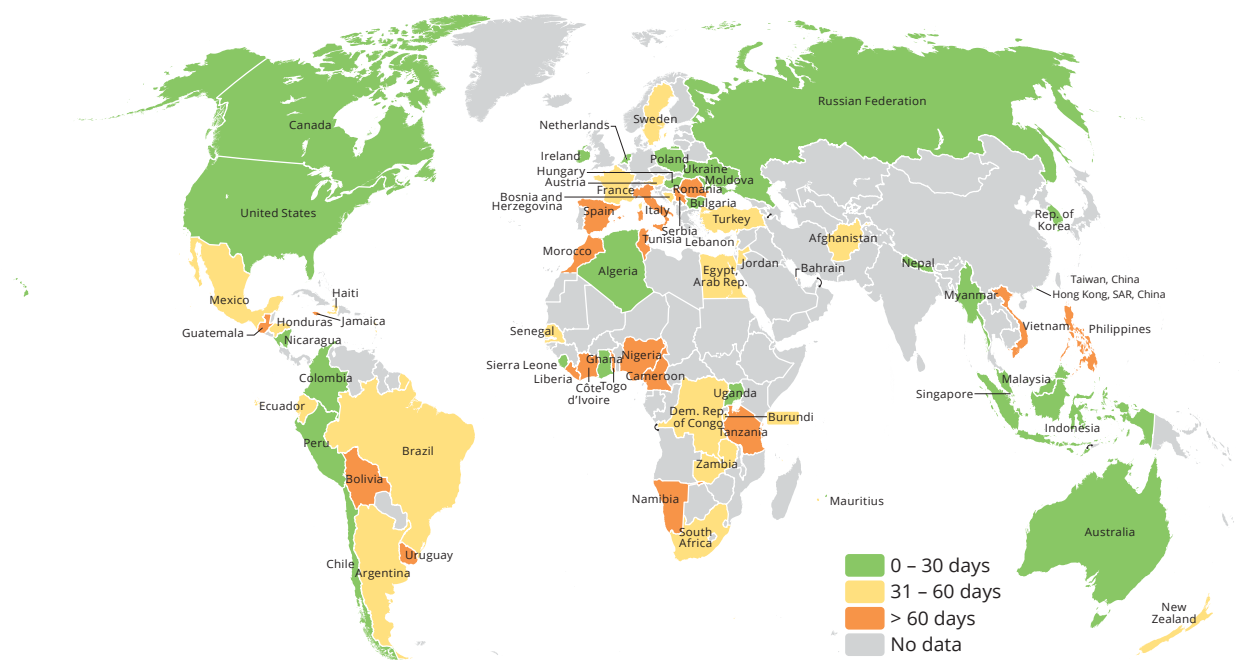 Canada
United States
Mexico
Guatemala
Honduras
Nicaragua
Haiti
Jamaica
Colombia
Ecuador
Peru
Brazil
Bolivia
Chile
Argentina
Uruguay
Sweden
Netherlands
Ireland
Poland
Hungary
Ukraine
Austria
Moldova
France
Romania
Bosnia and
Herzegovina
Bulgaria
Spain
Italy
Serbia
Turkey
Tunisia
Lebanon
Morocco
Algeria
Egypt,
Arab Rep.
Jordan
Bahrain
Afghanistan
Russian Federation
Rep. of
Korea
Nepal
Taiwan, China
Hong Kong, SAR, China
Myanmar
Vietnam
Philippines
Malaysia
Singapore
Indonesia
Senegal
Sierra Leone
Liberia
Côte
d’Ivoire
Ghana
Togo
Nigeria
Cameroon
Uganda
Dem. Rep.
of Congo
Burundi
Tanzania
Zambia
Namibia
South
Africa
Mauritius
Australia
New
Zealand
0 – 30 days
31 – 60 days
> 60 days
No data